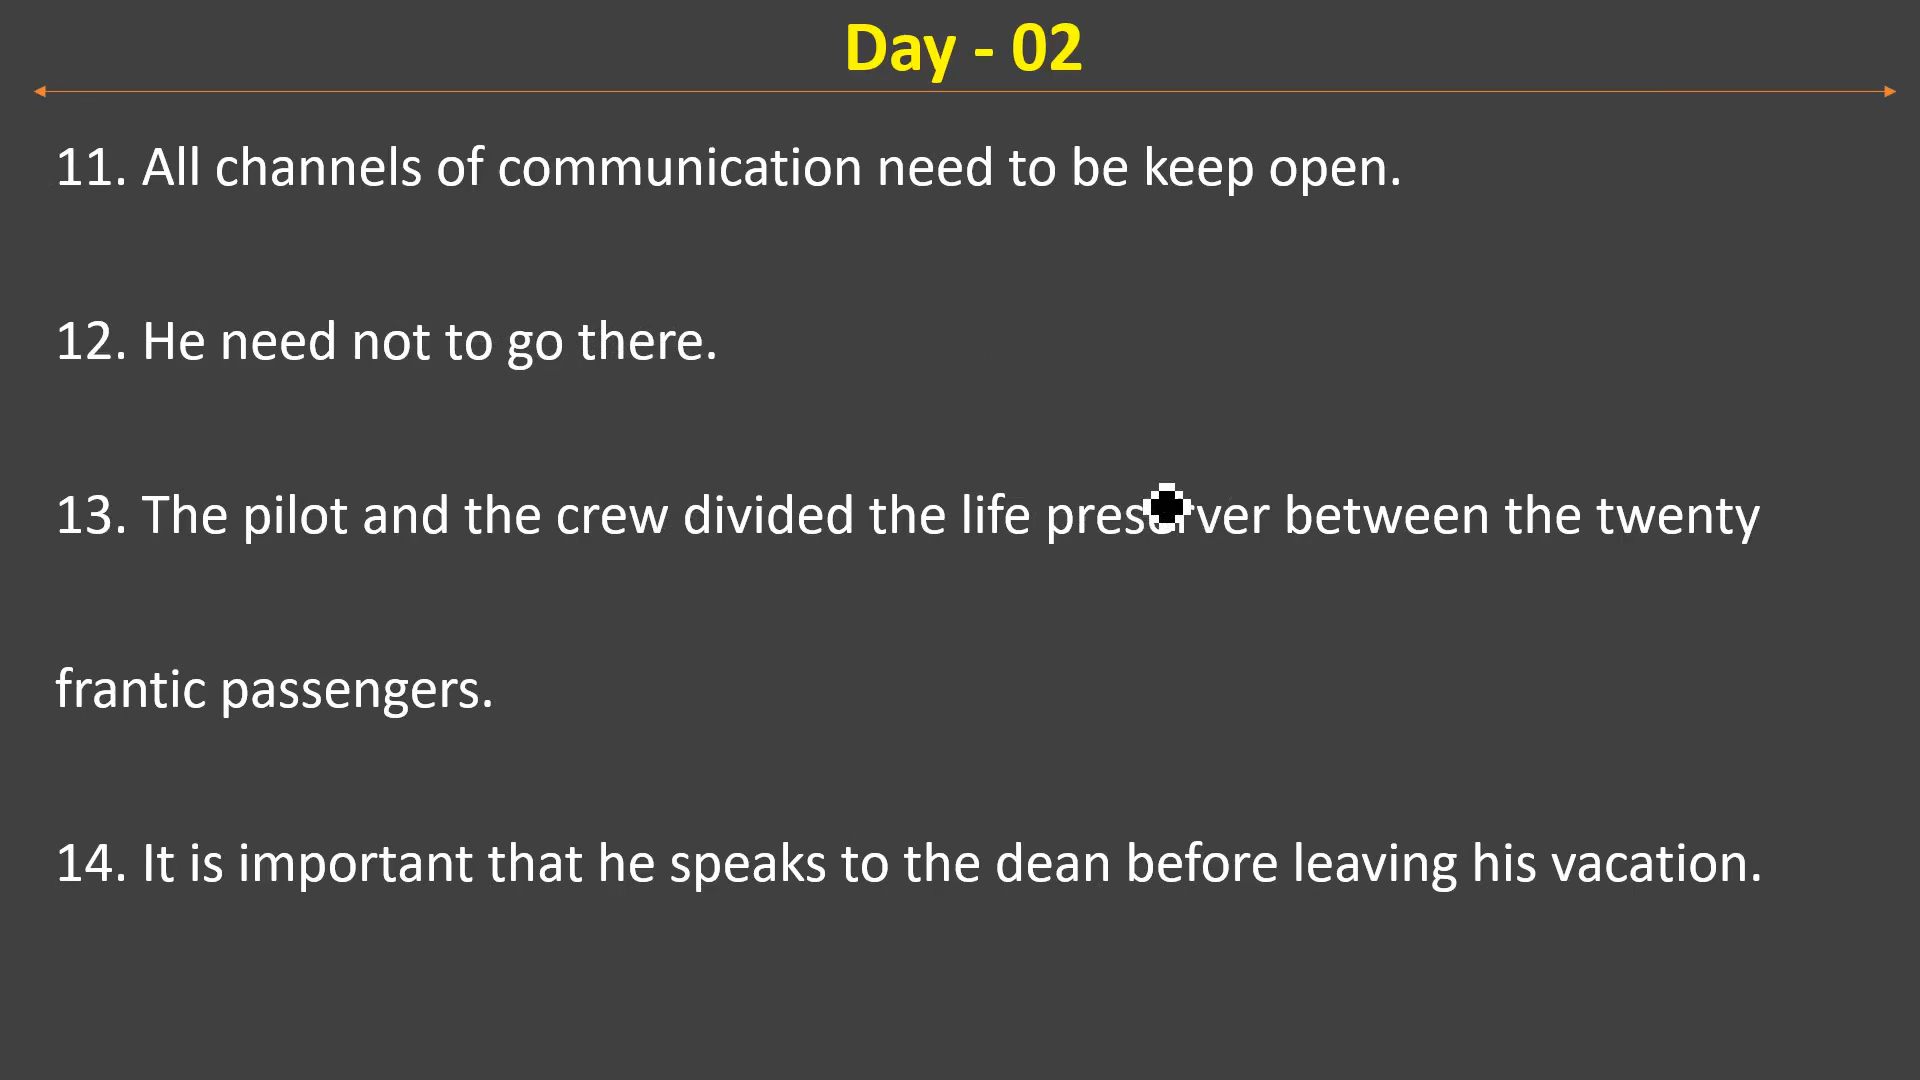 Day - 02
11. All channels of communication need to be keep open.
12. He need not to go there.
13. The pilot and the crew divided the life preserver between the twenty
frantic passengers.
14. It is important that he speaks to the dean before leaving his vacation.